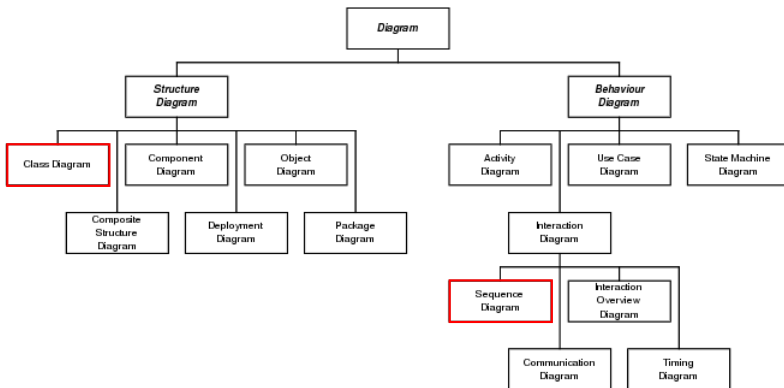 Diagram
Structure
Diagram
Behaviour
Diagram
Class Diagram
Component
Diagram
Object
Diagram
Activity
Diagram
Use Case
Diagram
State Machine
Diagram
Composite
Structure
Diagram
Deployment
Diagram
Package
Diagram
Interaction
Diagram
Sequence
Diagram
Interaction
Overview
Diagram
Communication
Diagram
Timing
Diagram